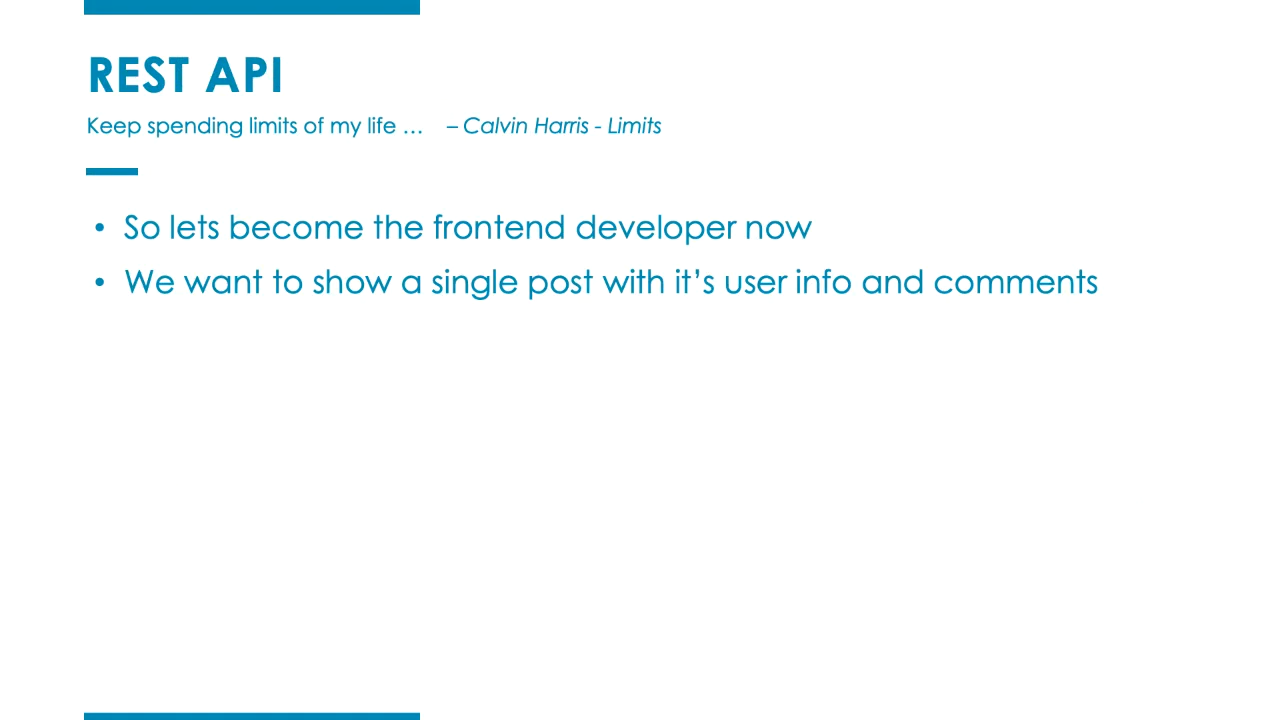 REST API
Keep spending limits of my life … – Calvin Harris - Limits
• So lets become the frontend developer now
• We want to show a single post with it’s user info and comments